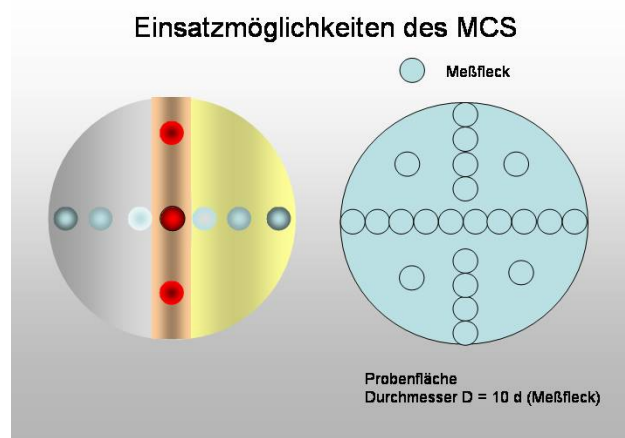 Einsatzmöglichkeiten des MCS
Meßfleck
Probenfläche
Durchmesser D = 10 d (Meßfleck)